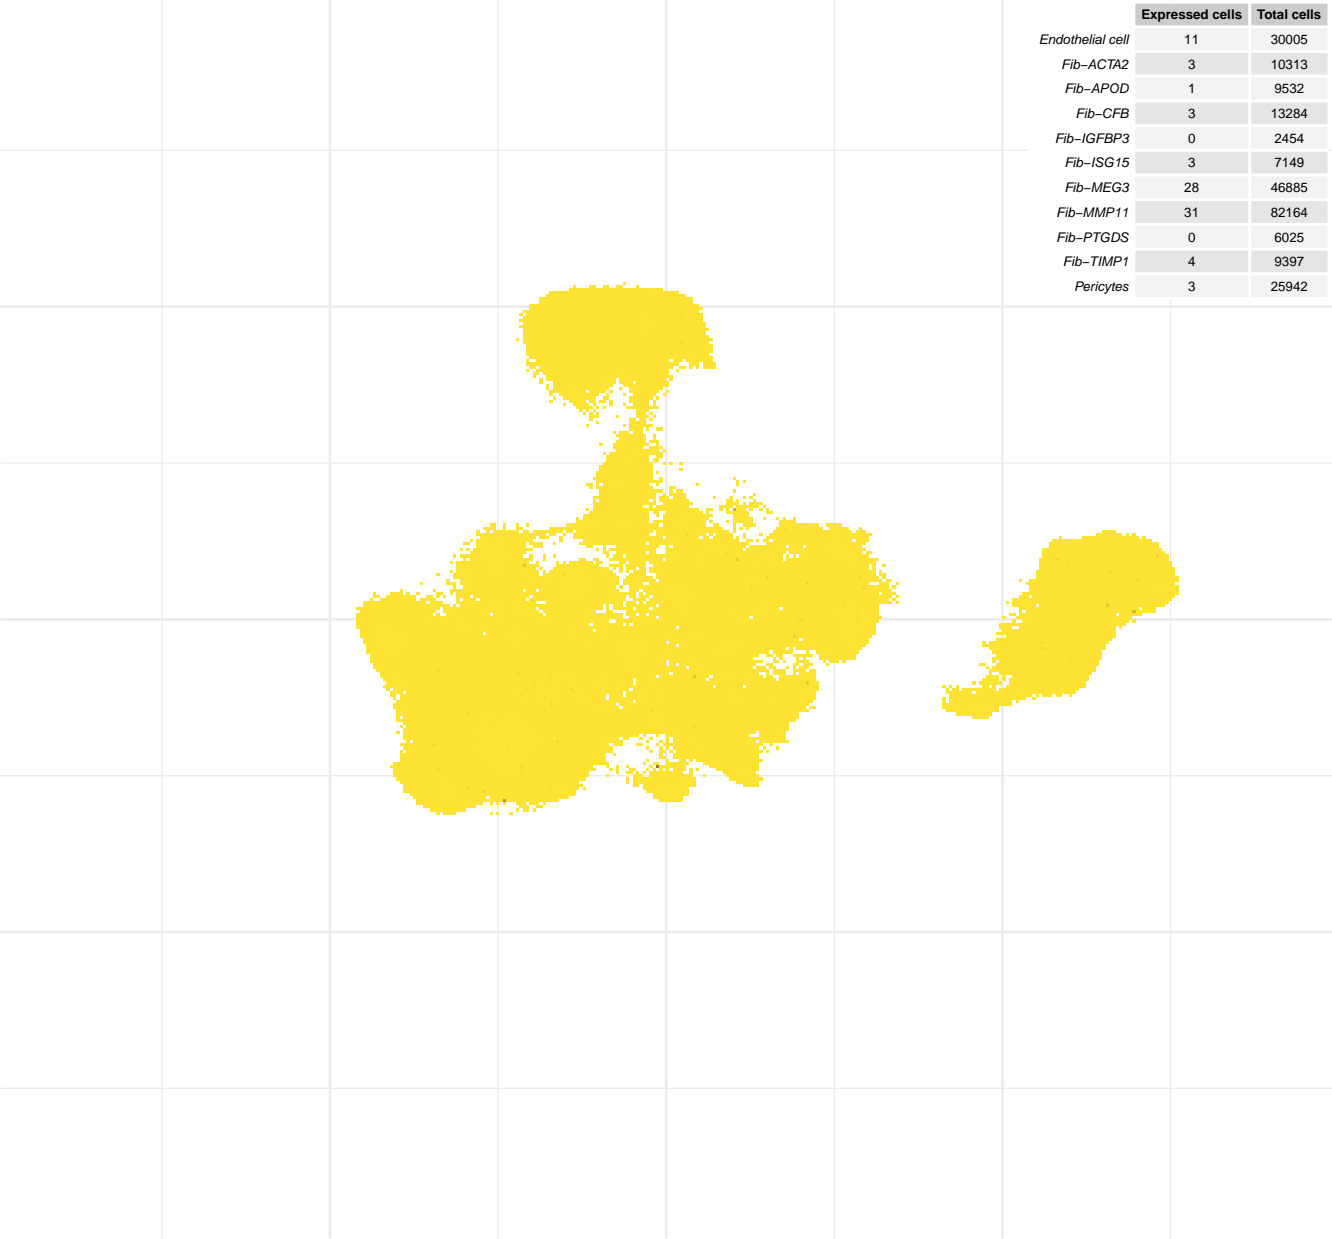 Expressed cells Total cells
Endothelial cell 11 30005
Fib−ACTA2 3 10313
Fib−APOD 1 9532
Fib−CFB 3 13284
Fib−IGFBP3 0 2454
Fib−ISG15 3 7149
Fib−MEG3 28 46885
Fib−MMP11 31 82164
Fib−PTGDS 0 6025
Fib−TIMP1 4 9397
Pericytes 3 25942